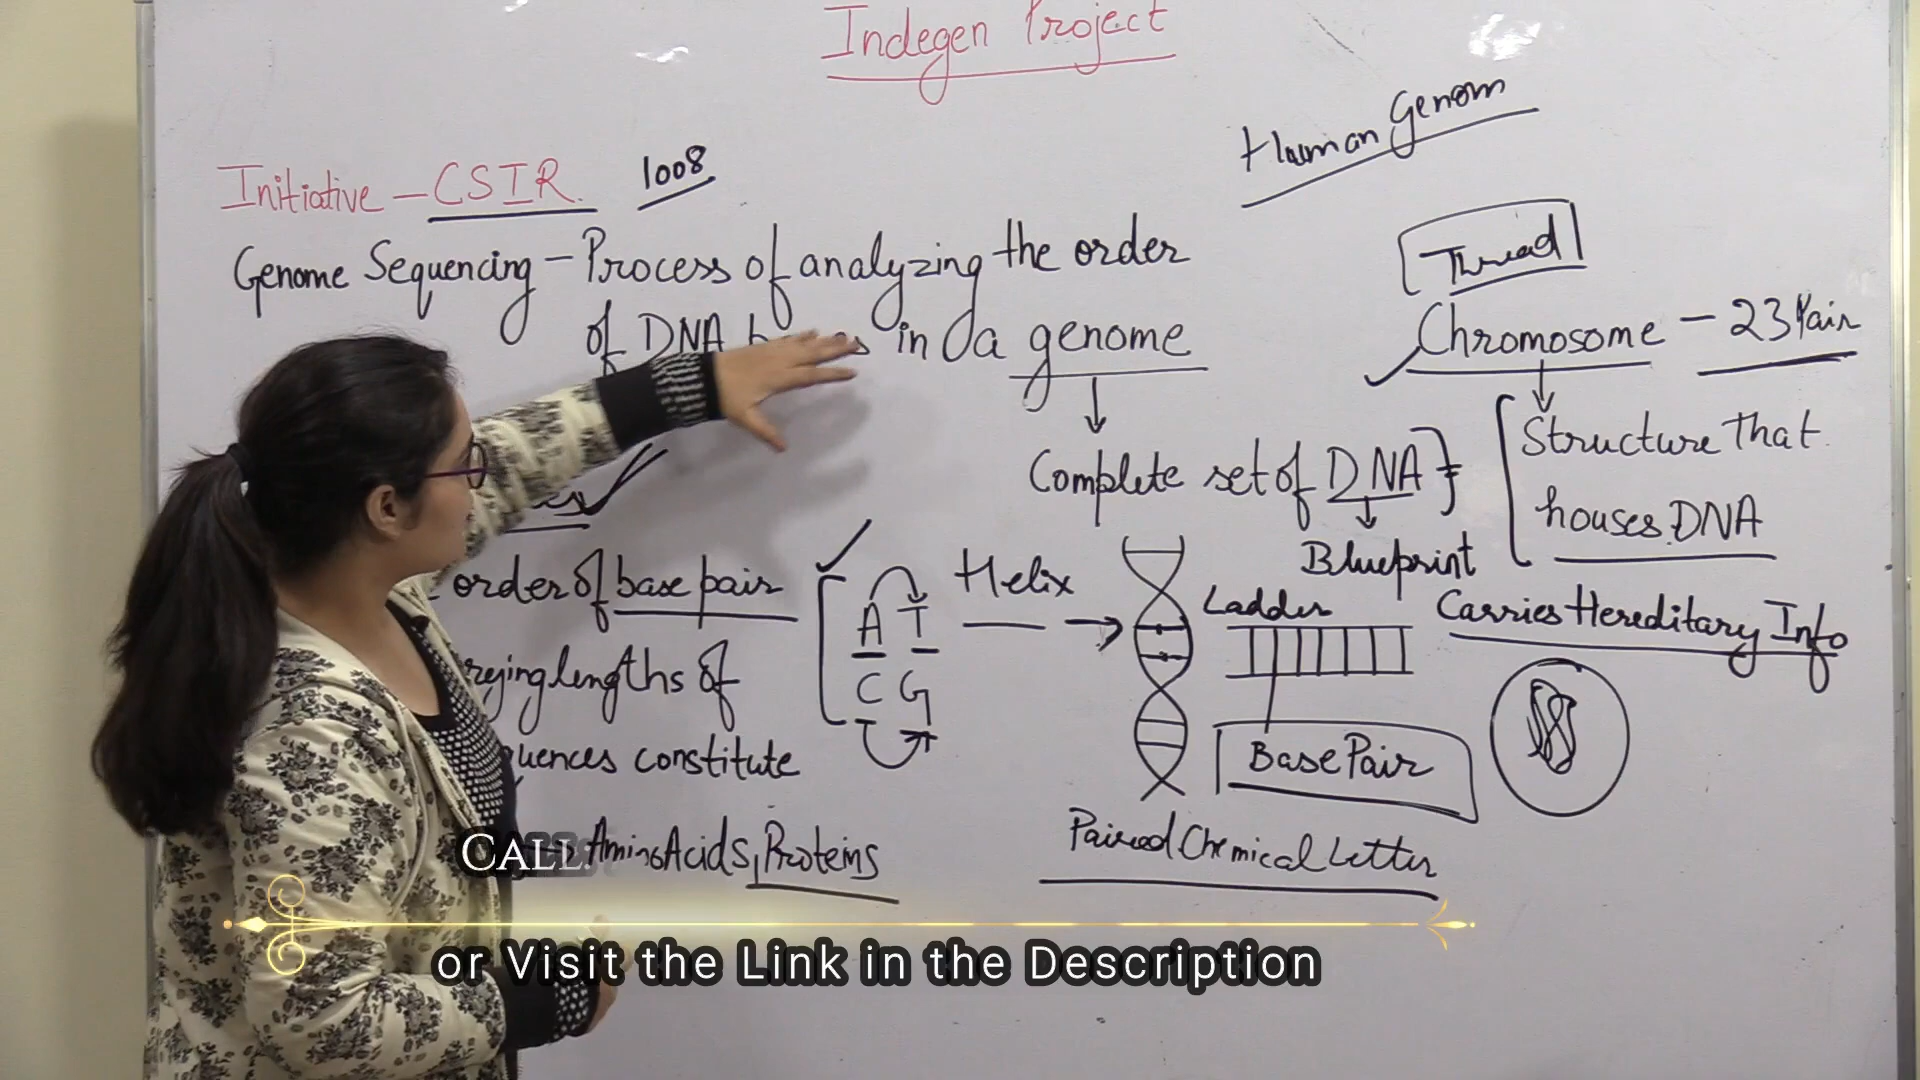 Indegen Project
Human Genom
Initiative - CSIR. 1008
Genome Sequencing - Process of analyzing the order
of DNA in a genome
Thread
Chromosome - 23 Pair
Complete set of DNA
Structure That
houses DNA
Blueprint
order of base pair
A T
C G
Helix
Ladder
Carries Hereditary Info
lengths of
constitute
Base Pair
Amino Acids, Proteins
Paired Chemical Letter
CALL
or Visit the Link in the Description